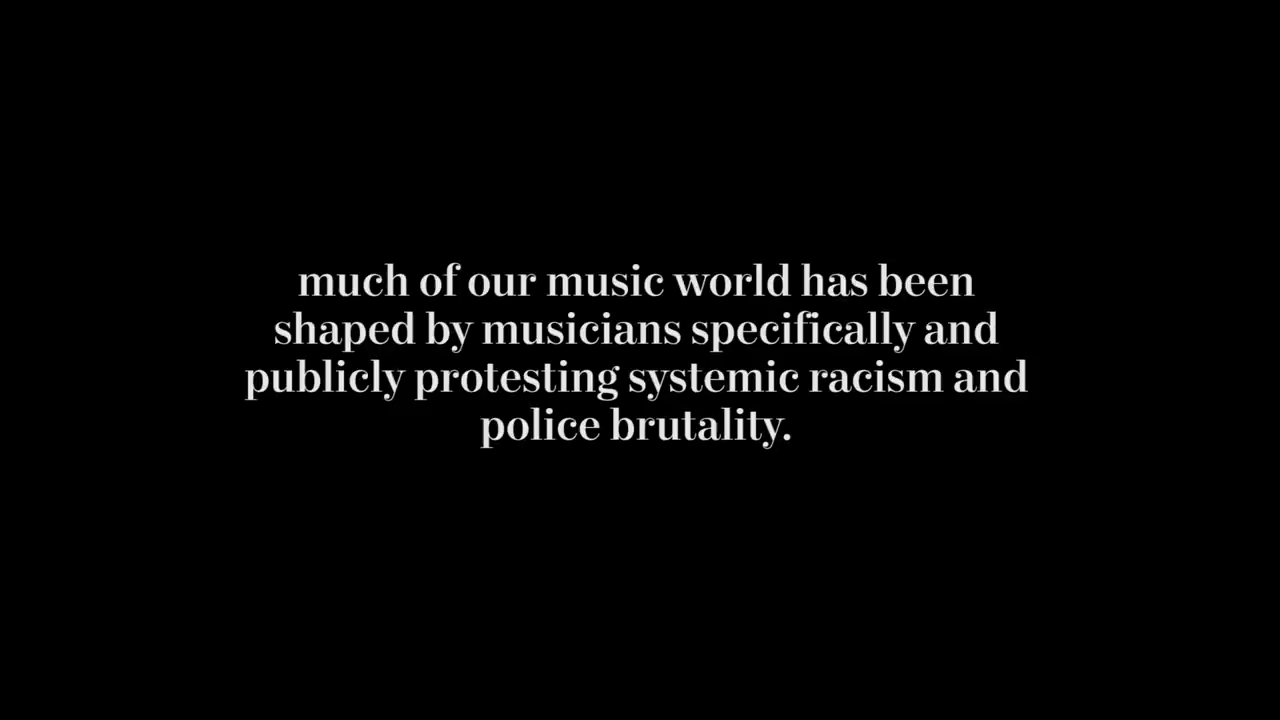 much of our music world has been
shaped by musicians specifically and
publicly protesting systemic racism and
police brutality.